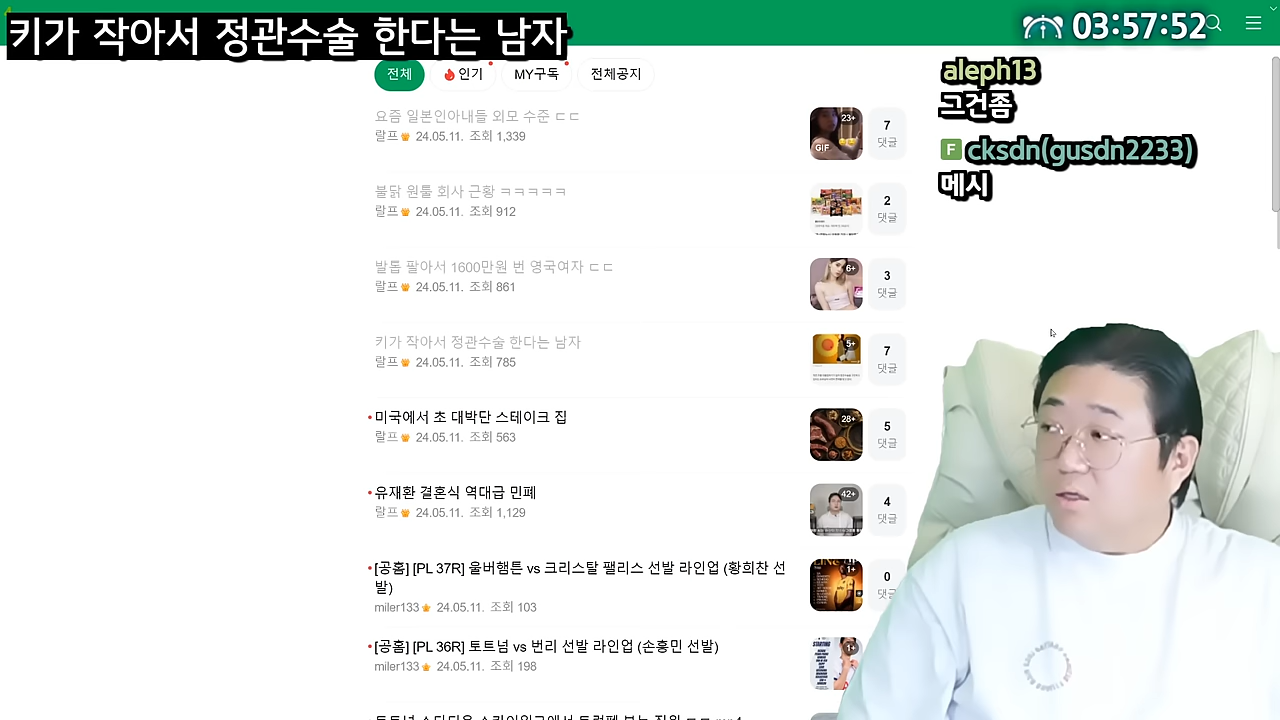 키가 작아서 정관수술 한다는 남자
03:57:52
전체
인기
MY구독
전체공지
요즘 일본인아내들 외모 수준 ㄷㄷ
랄프 24.05.11. 조회 1,339
23+
GIF
7
댓글
불닭 원툴 회사 근황 ㅋㅋㅋㅋㅋ
랄프 24.05.11. 조회 912
2
댓글
발톱 팔아서 1600만원 번 영국여자 ㄷㄷ
랄프 24.05.11. 조회 861
6+
3
댓글
키가 작아서 정관수술 한다는 남자
랄프 24.05.11. 조회 785
5+
7
댓글
미국에서 초 대박단 스테이크 집
랄프 24.05.11. 조회 563
28+
5
댓글
유재환 결혼식 역대급 민폐
랄프 24.05.11. 조회 1,129
42+
4
댓글
[공홈] [PL 37R] 울버햄튼 vs 크리스탈 팰리스 선발 라인업 (황희찬 선
발)
miler133 24.05.11. 조회 103
1+
0
댓글
[공홈] [PL 36R] 토트넘 vs 번리 선발 라인업 (손흥민 선발)
miler133 24.05.11. 조회 198
STARTING
1+
aleph13
그건좀
F cksdn(gusdn2233)
메시